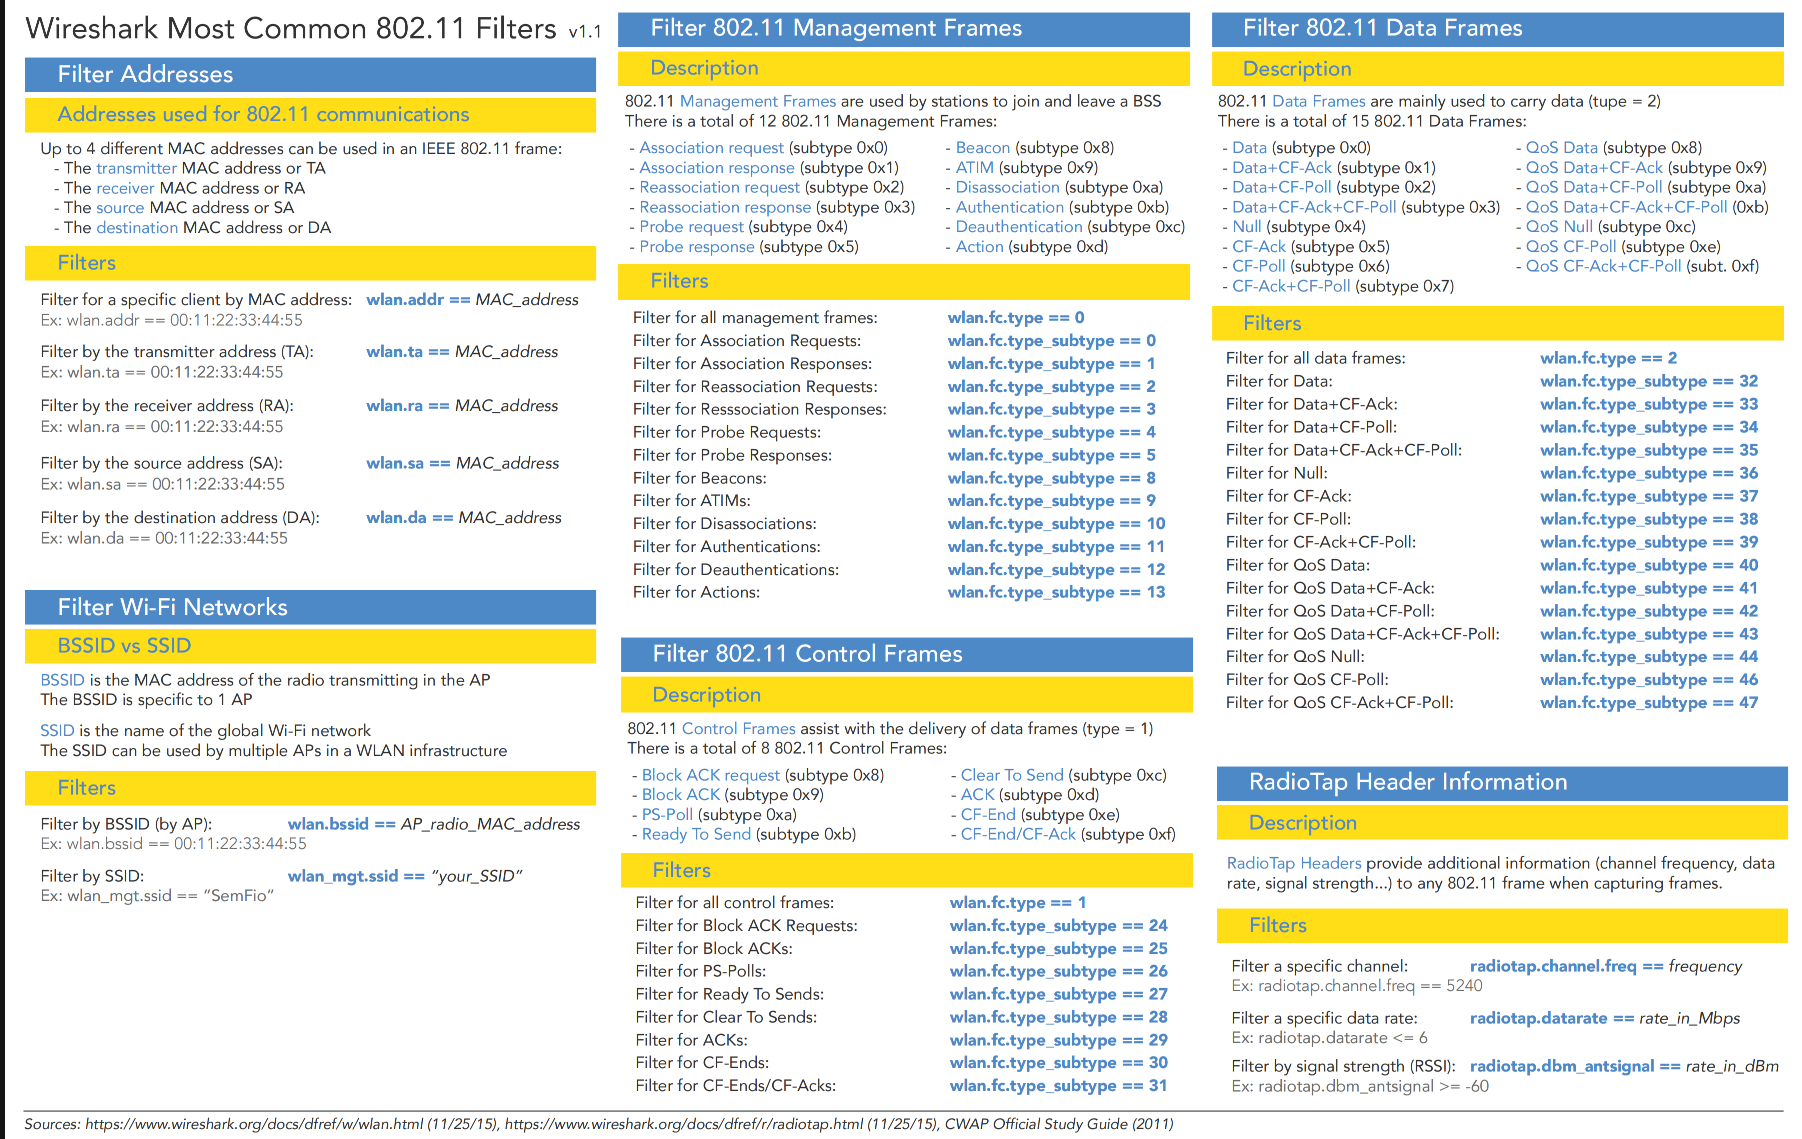 Wireshark Most Common 802.11 Filters v1.1
Filter Addresses
Addresses used for 802.11 communications
Up to 4 different MAC addresses can be used in an IEEE 802.11 frame:
- The transmitter MAC address or TA
- The receiver MAC address or RA
- The source MAC address or SA
- The destination MAC address or DA
Filters
Filter for a specific client by MAC address: wlan.addr == MAC_address
Ex: wlan.addr == 00:11:22:33:44:55
Filter by the transmitter address (TA): wlan.ta == MAC_address
Ex: wlan.ta == 00:11:22:33:44:55
Filter by the receiver address (RA): wlan.ra == MAC_address
Ex: wlan.ra == 00:11:22:33:44:55
Filter by the source address (SA): wlan.sa == MAC_address
Ex: wlan.sa == 00:11:22:33:44:55
Filter by the destination address (DA): wlan.da == MAC_address
Ex: wlan.da == 00:11:22:33:44:55
Filter Wi-Fi Networks
BSSID vs SSID
BSSID is the MAC address of the radio transmitting in the AP
The BSSID is specific to 1 AP
SSID is the name of the global Wi-Fi network
The SSID can be used by multiple APs in a WLAN infrastructure
Filters
Filter by BSSID (by AP): wlan.bssid == AP_radio_MAC_address
Ex: wlan.bssid == 00:11:22:33:44:55
Filter by SSID: wlan_mgt.ssid == “your_SSID”
Ex: wlan_mgt.ssid == “SemFio“
Filter 802.11 Management Frames
Description
802.11 Management Frames are used by stations to join and leave a BSS
There is a total of 12 802.11 Management Frames:
- Association request (subtype 0x0)
- Association response (subtype 0x1)
- Reassociation request (subtype 0x2)
- Reassociation response (subtype 0x3)
- Probe request (subtype 0x4)
- Probe response (subtype 0x5)
- Beacon (subtype 0x8)
- ATIM (subtype 0x9)
- Disassociation (subtype 0xa)
- Authentication (subtype 0xb)
- Deauthentication (subtype 0xc)
- Action (subtype 0xd)
Filters
Filter for all management frames: wlan.fc.type == 0
Filter for Association Requests: wlan.fc.type_subtype == 0
Filter for Association Responses: wlan.fc.type_subtype == 1
Filter for Reassociation Requests: wlan.fc.type_subtype == 2
Filter for Resssociation Responses: wlan.fc.type_subtype == 3
Filter for Probe Requests: wlan.fc.type_subtype == 4
Filter for Probe Responses: wlan.fc.type_subtype == 5
Filter for Beacons: wlan.fc.type_subtype == 8
Filter for ATIMs: wlan.fc.type_subtype == 9
Filter for Disassociations: wlan.fc.type_subtype == 10
Filter for Authentications: wlan.fc.type_subtype == 11
Filter for Deauthentications: wlan.fc.type_subtype == 12
Filter for Actions: wlan.fc.type_subtype == 13
Filter 802.11 Control Frames
Description
802.11 Control Frames assist with the delivery of data frames (type = 1)
There is a total of 8 802.11 Control Frames:
- Block ACK request (subtype 0x8)
- Block ACK (subtype 0x9)
- PS-Poll (subtype 0xa)
- Ready To Send (subtype 0xb)
- Clear To Send (subtype 0xc)
- ACK (subtype 0xd)
- CF-End (subtype 0xe)
- CF-End/CF-Ack (subtype 0xf)
Filters
Filter for all control frames: wlan.fc.type == 1
Filter for Block ACK Requests: wlan.fc.type_subtype == 24
Filter for Block ACKs: wlan.fc.type_subtype == 25
Filter for PS-Polls: wlan.fc.type_subtype == 26
Filter for Ready To Sends: wlan.fc.type_subtype == 27
Filter for Clear To Sends: wlan.fc.type_subtype == 28
Filter for ACKs: wlan.fc.type_subtype == 29
Filter for CF-Ends: wlan.fc.type_subtype == 30
Filter for CF-Ends/CF-Acks: wlan.fc.type_subtype == 31
Filter 802.11 Data Frames
Description
802.11 Data Frames are mainly used to carry data (tupe = 2)
There is a total of 15 802.11 Data Frames:
- Data (subtype 0x0)
- Data+CF-Ack (subtype 0x1)
- Data+CF-Poll (subtype 0x2)
- Data+CF-Ack+CF-Poll (subtype 0x3)
- Null (subtype 0x4)
- CF-Ack (subtype 0x5)
- CF-Poll (subtype 0x6)
- CF-Ack+CF-Poll (subtype 0x7)
- QoS Data (subtype 0x8)
- QoS Data+CF-Ack (subtype 0x9)
- QoS Data+CF-Poll (subtype 0xa)
- QoS Data+CF-Ack+CF-Poll (0xb)
- QoS Null (subtype 0xc)
- QoS CF-Poll (subtype 0xe)
- QoS CF-Ack+CF-Poll (subt. 0xf)
Filters
Filter for all data frames: wlan.fc.type == 2
Filter for Data: wlan.fc.type_subtype == 32
Filter for Data+CF-Ack: wlan.fc.type_subtype == 33
Filter for Data+CF-Poll: wlan.fc.type_subtype == 34
Filter for Data+CF-Ack+CF-Poll: wlan.fc.type_subtype == 35
Filter for Null: wlan.fc.type_subtype == 36
Filter for CF-Ack: wlan.fc.type_subtype == 37
Filter for CF-Poll: wlan.fc.type_subtype == 38
Filter for CF-Ack+CF-Poll: wlan.fc.type_subtype == 39
Filter for QoS Data: wlan.fc.type_subtype == 40
Filter for QoS Data+CF-Ack: wlan.fc.type_subtype == 41
Filter for QoS Data+CF-Poll: wlan.fc.type_subtype == 42
Filter for QoS Data+CF-Ack+CF-Poll: wlan.fc.type_subtype == 43
Filter for QoS Null: wlan.fc.type_subtype == 44
Filter for QoS CF-Poll: wlan.fc.type_subtype == 46
Filter for QoS CF-Ack+CF-Poll: wlan.fc.type_subtype == 47
RadioTap Header Information
Description
RadioTap Headers provide additional information (channel frequency, data
rate, signal strength...) to any 802.11 frame when capturing frames.
Filters
Filter a specific channel: radiotap.channel.freq == frequency
Ex: radiotap.channel.freq == 5240
Filter a specific data rate: radiotap.datarate == rate_in_Mbps
Ex: radiotap.datarate <= 6
Filter by signal strength (RSSI): radiotap.dbm_antsignal == rate_in_dBm
Ex: radiotap.dbm_antsignal >= -60
Sources: https://www.wireshark.org/docs/dfref/w/wlan.html (11/25/15), https://www.wireshark.org/docs/dfref/r/radiotap.html (11/25/15), CWAP Official Study Guide (2011)